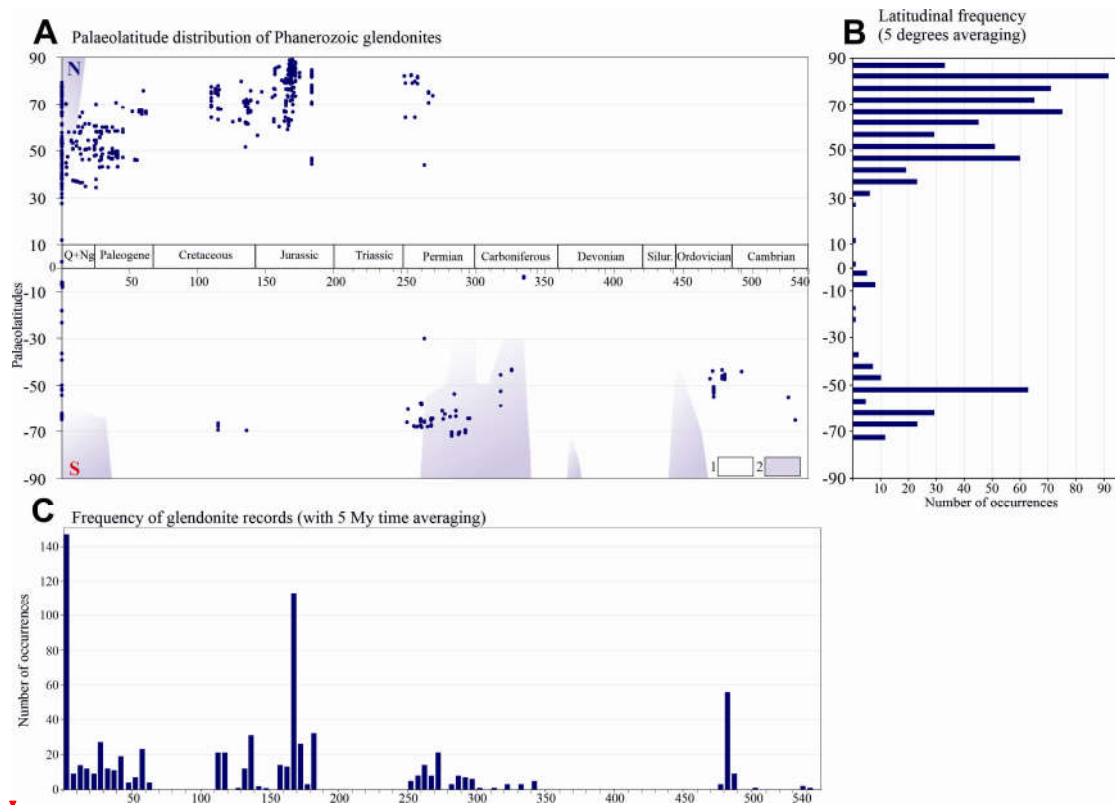 A Palaeolatitude distribution of Phanerozoic glendonites
B Latitudinal frequency
(5 degrees averaging)
90
N
70
50
30
10
Q+Ng Paleogene Cretaceous Jurassic Triassic Permian Carboniferous Devonian Silur. Ordovician Cambrian
0 50 100 150 200 250 300 350 400 450 500 540
-10
-30
-50
-70
S
-90
Palaeolatitudes
1 2
90
70
50
30
10
0
-10
-30
-50
-70
-90
10 20 30 40 50 60 70 80 90
Number of occurrences
C Frequency of glendonite records (with 5 My time averaging)
140
120
100
80
60
40
20
0
Number of occurrences
0 50 100 150 200 250 300 350 400 450 500 540